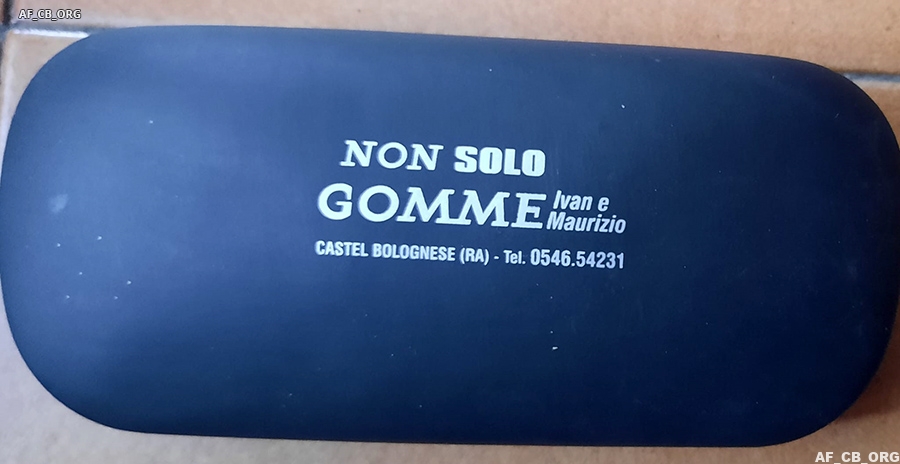 AF_CB_ORG
NON SOLO
GOMME Ivan e
Maurizio
CASTEL BOLOGNESE (RA) - Tel. 0546.54231
AF_CB_ORG